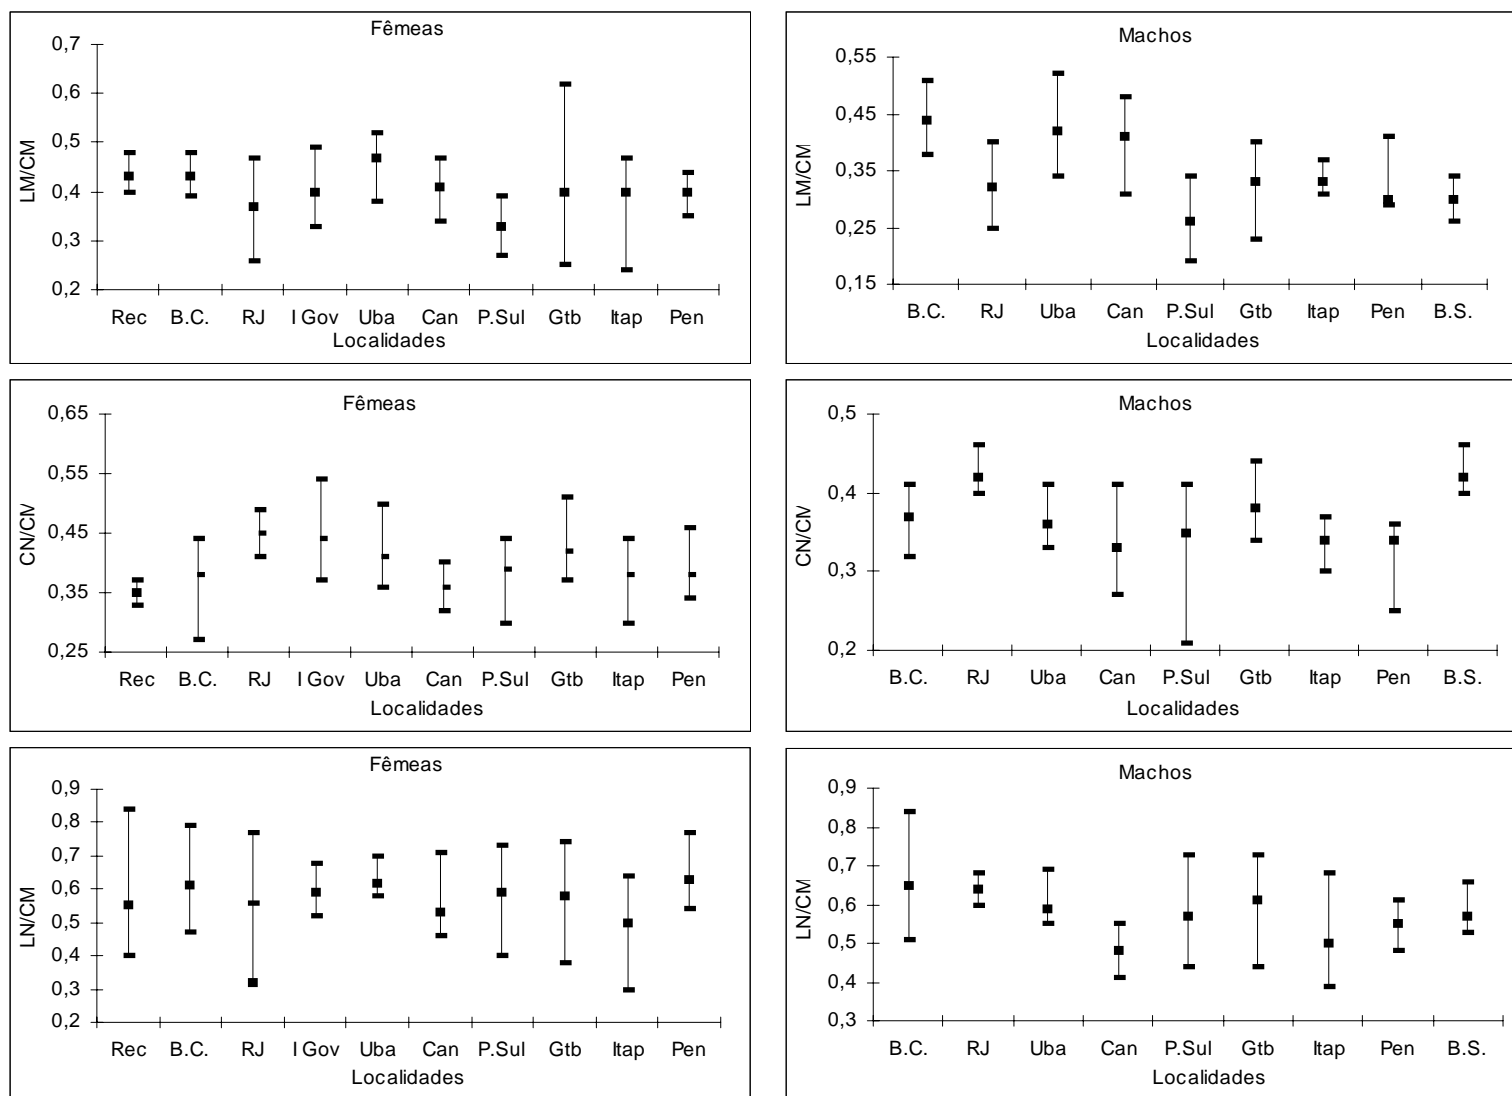 Fêmeas
0,7
0,6
0,5
0,4
0,3
0,2
LM/CM
Rec B.C. RJ I Gov Uba Can P.Sul Gtb Itap Pen
Localidades
Machos
0,55
0,45
0,35
0,25
0,15
LM/CM
B.C. RJ Uba Can P.Sul Gtb Itap Pen B.S.
Localidades
Fêmeas
0,65
0,55
0,45
0,35
0,25
CN/CM
Rec B.C. RJ I Gov Uba Can P.Sul Gtb Itap Pen
Localidades
Machos
0,5
0,4
0,3
0,2
CN/CM
B.C. RJ Uba Can P.Sul Gtb Itap Pen B.S.
Localidades
Fêmeas
0,9
0,8
0,7
0,6
0,5
0,4
0,3
0,2
LN/CM
Rec B.C. RJ I Gov Uba Can P.Sul Gtb Itap Pen
Localidades
Machos
0,9
0,8
0,7
0,6
0,5
0,4
0,3
LN/CM
B.C. RJ Uba Can P.Sul Gtb Itap Pen B.S.
Localidades